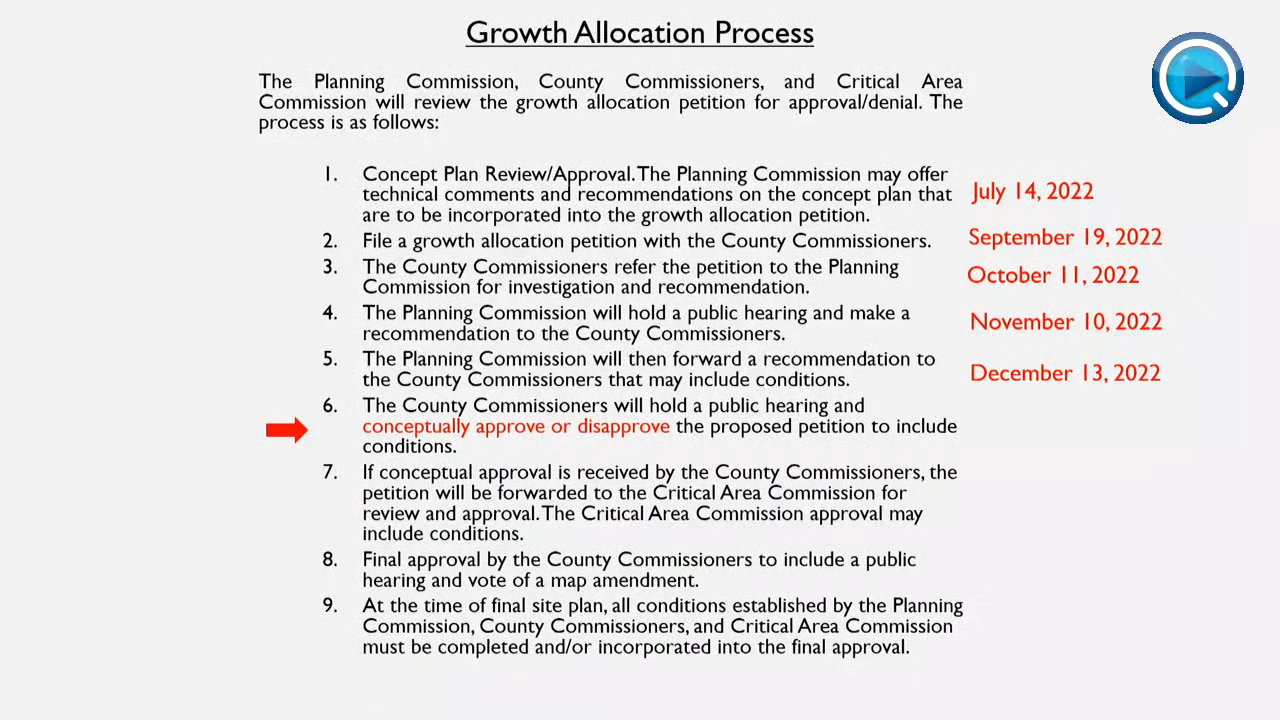 Growth Allocation Process
The Planning Commission, County Commissioners, and Critical Area
Commission will review the growth allocation petition for approval/denial. The
process is as follows:
1. Concept Plan Review/Approval. The Planning Commission may offer
technical comments and recommendations on the concept plan that
are to be incorporated into the growth allocation petition.
July 14, 2022
2. File a growth allocation petition with the County Commissioners.
September 19, 2022
3. The County Commissioners refer the petition to the Planning
Commission for investigation and recommendation.
October 11, 2022
4. The Planning Commission will hold a public hearing and make a
recommendation to the County Commissioners.
November 10, 2022
5. The Planning Commission will then forward a recommendation to
the County Commissioners that may include conditions.
December 13, 2022
6. The County Commissioners will hold a public hearing and
conceptually approve or disapprove the proposed petition to include
conditions.
7. If conceptual approval is received by the County Commissioners, the
petition will be forwarded to the Critical Area Commission for
review and approval. The Critical Area Commission approval may
include conditions.
8. Final approval by the County Commissioners to include a public
hearing and vote of a map amendment.
9. At the time of final site plan, all conditions established by the Planning
Commission, County Commissioners, and Critical Area Commission
must be completed and/or incorporated into the final approval.